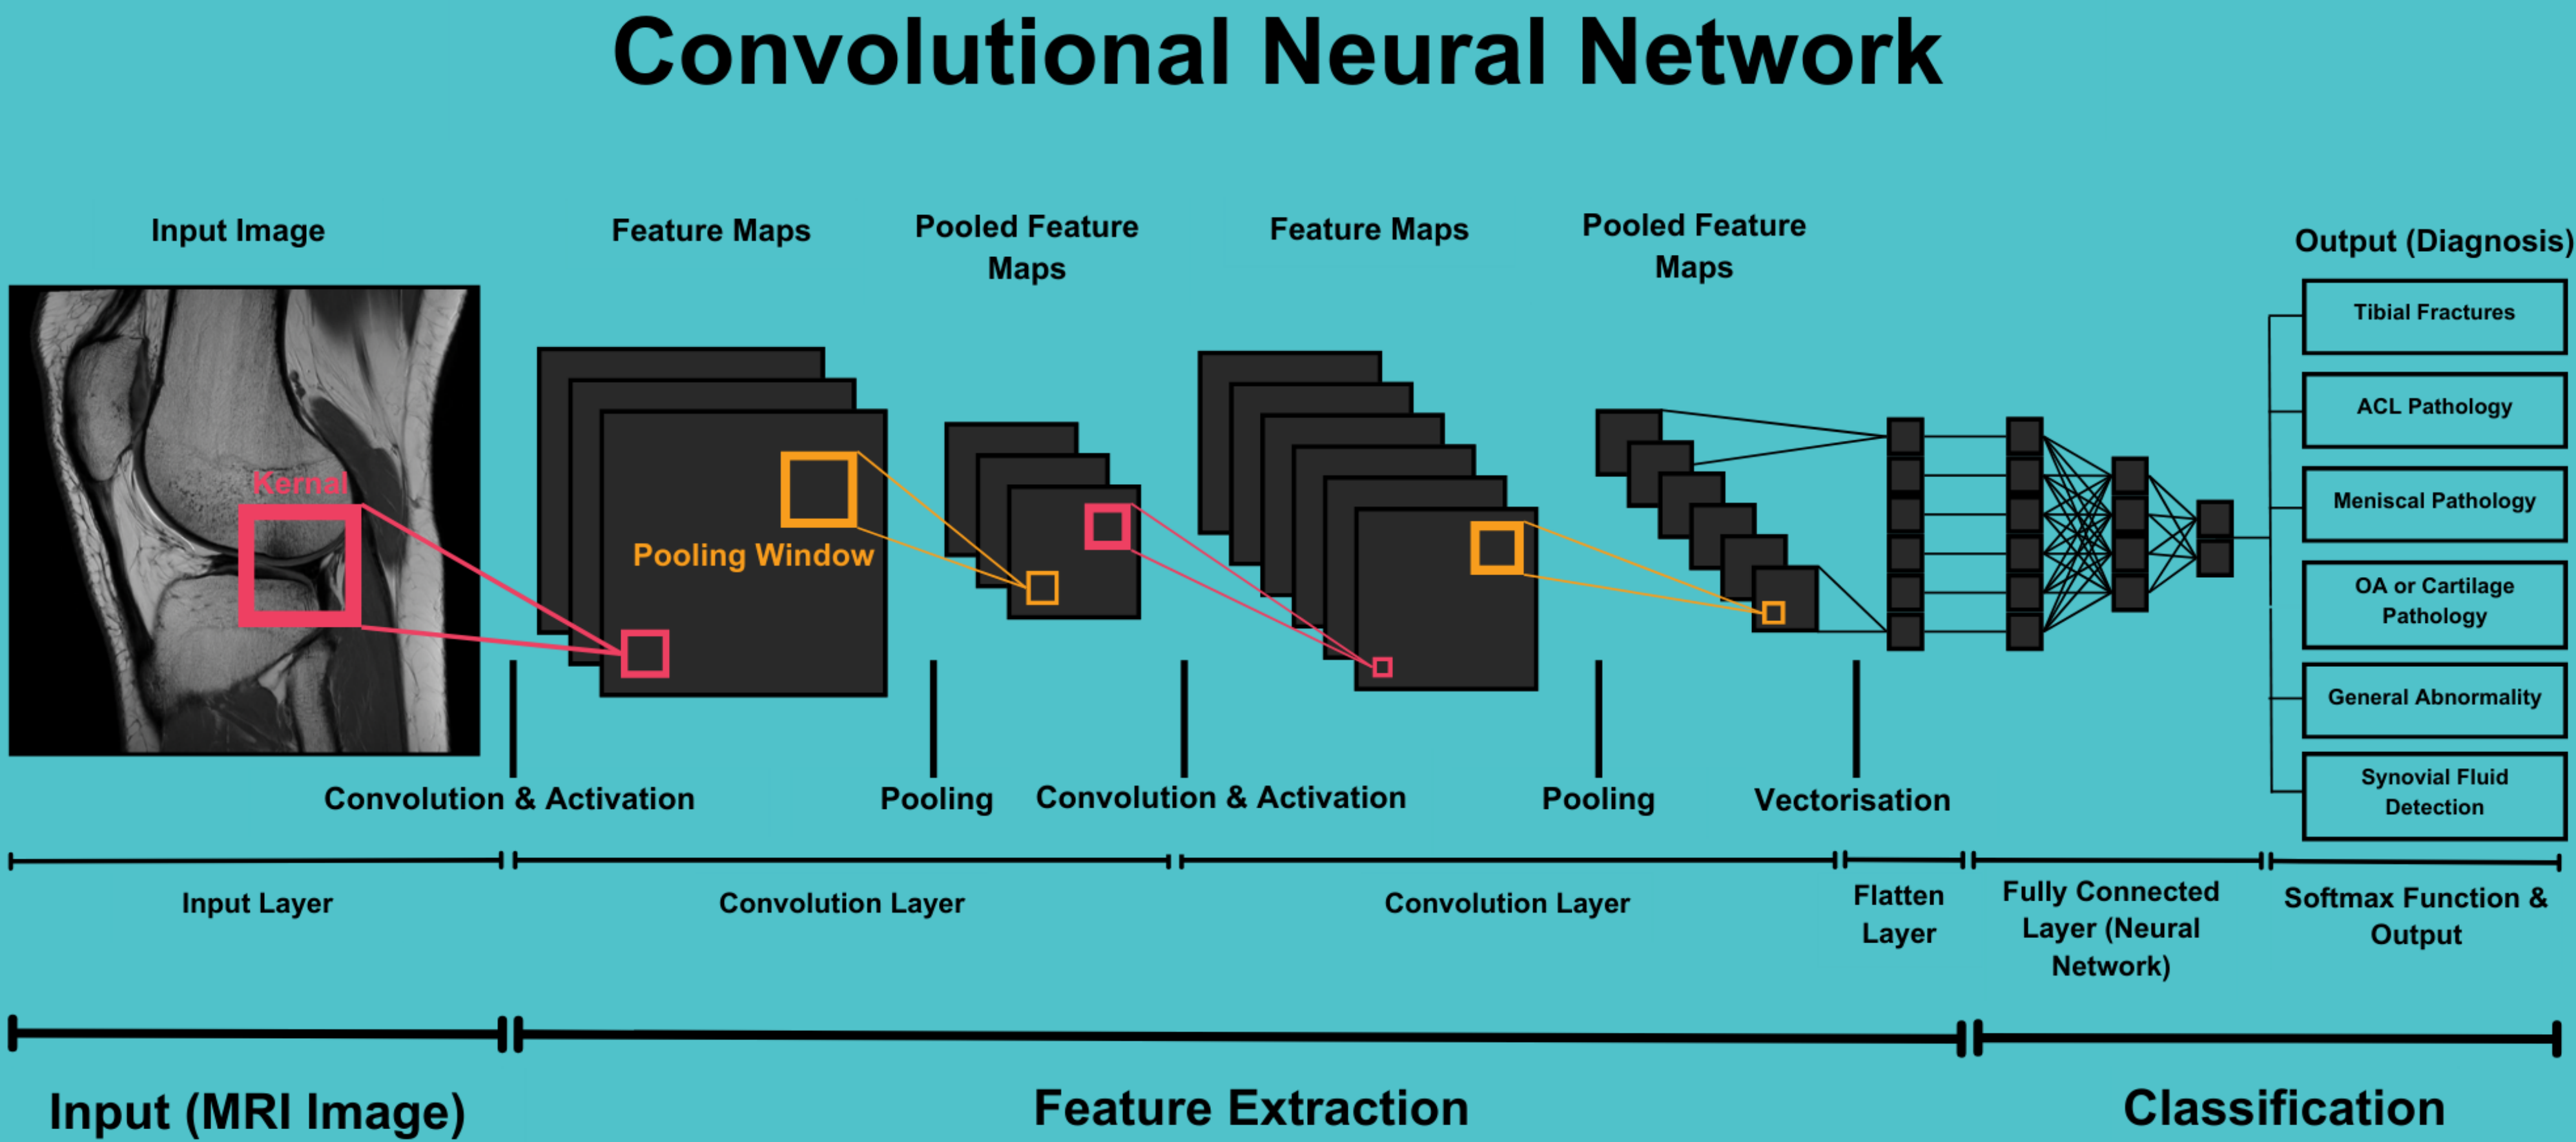 Convolutional Neural Network
Input Image
Feature Maps
Pooled Feature
Maps
Feature Maps
Pooled Feature
Maps
Output (Diagnosis)
Kernal
Pooling Window
Tibial Fractures
ACL Pathology
Meniscal Pathology
OA or Cartilage
Pathology
General Abnormality
Synovial Fluid
Detection
Convolution & Activation
Pooling
Convolution & Activation
Pooling
Vectorisation
Input Layer
Convolution Layer
Convolution Layer
Flatten
Layer
Fully Connected
Layer (Neural
Network)
Softmax Function &
Output
Input (MRI Image)
Feature Extraction
Classification